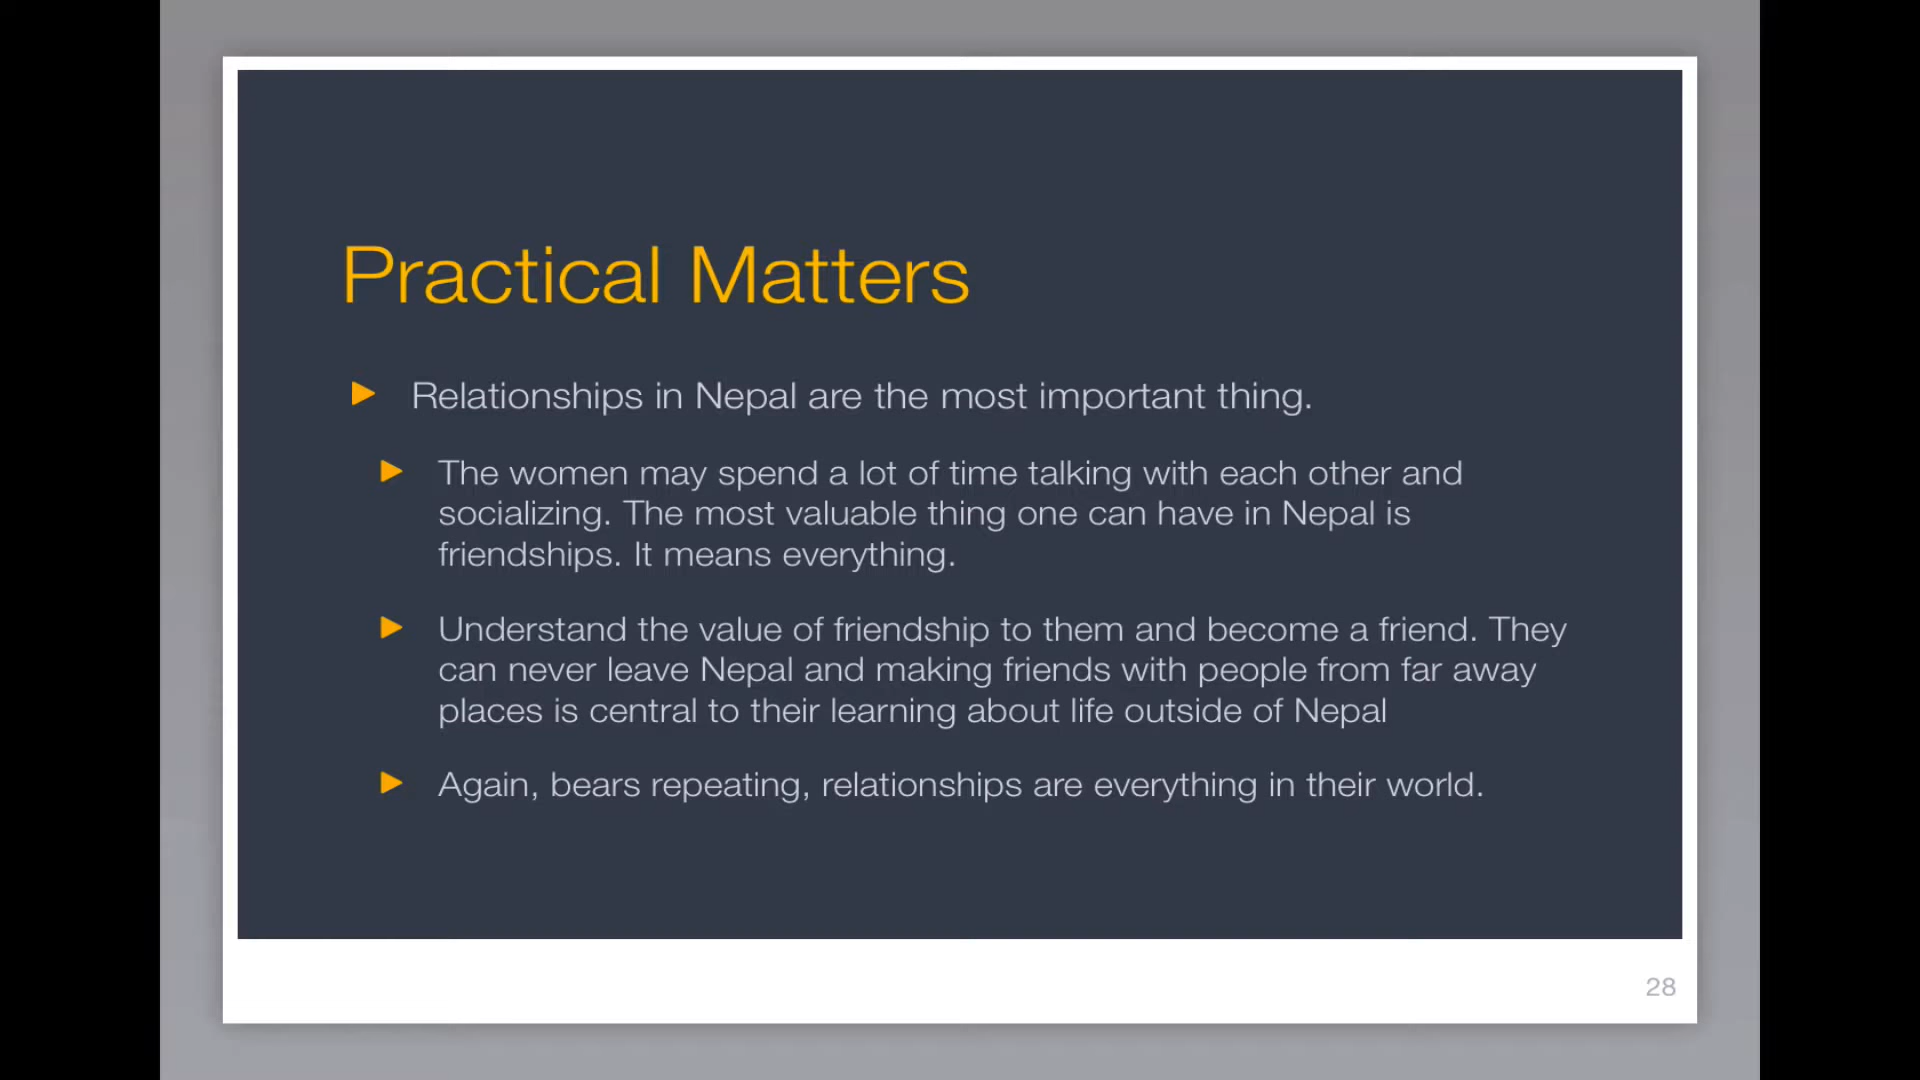 Practical Matters
Relationships in Nepal are the most important thing.
The women may spend a lot of time talking with each other and
socializing. The most valuable thing one can have in Nepal is
friendships. It means everything.
Understand the value of friendship to them and become a friend. They
can never leave Nepal and making friends with people from far away
places is central to their learning about life outside of Nepal
Again, bears repeating, relationships are everything in their world.
28